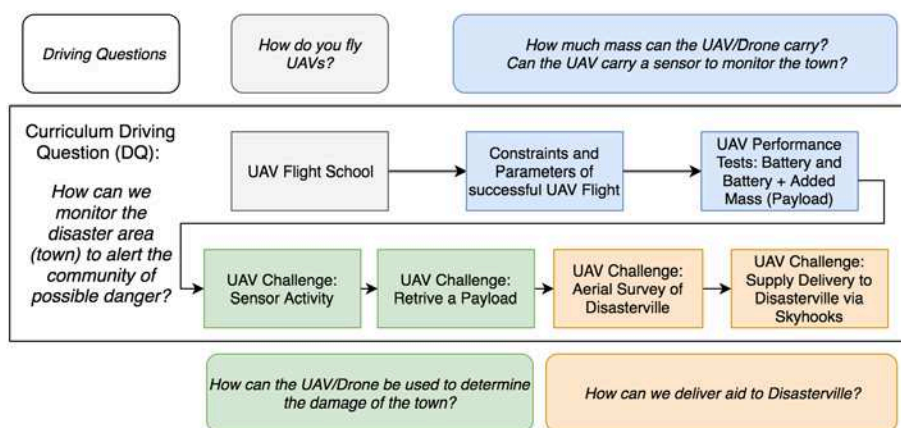 Driving Questions
How do you fly
UAVs?
How much mass can the UAV/Drone carry?
Can the UAV carry a sensor to monitor the town?
Curriculum Driving
Question (DQ):
How can we
monitor the
disaster area
(town) to alert the
community of
possible danger?
UAV Flight School
Constraints and
Parameters of
successful UAV Flight
UAV Performance
Tests: Battery and
Battery + Added
Mass (Payload)
UAV Challenge:
Sensor Activity
UAV Challenge:
Retrive a Payload
UAV Challenge:
Aerial Survey of
Disasterville
UAV Challenge:
Supply Delivery to
Disasterville via
Skyhooks
How can the UAV/Drone be used to determine
the damage of the town?
How can we deliver aid to Disasterville?